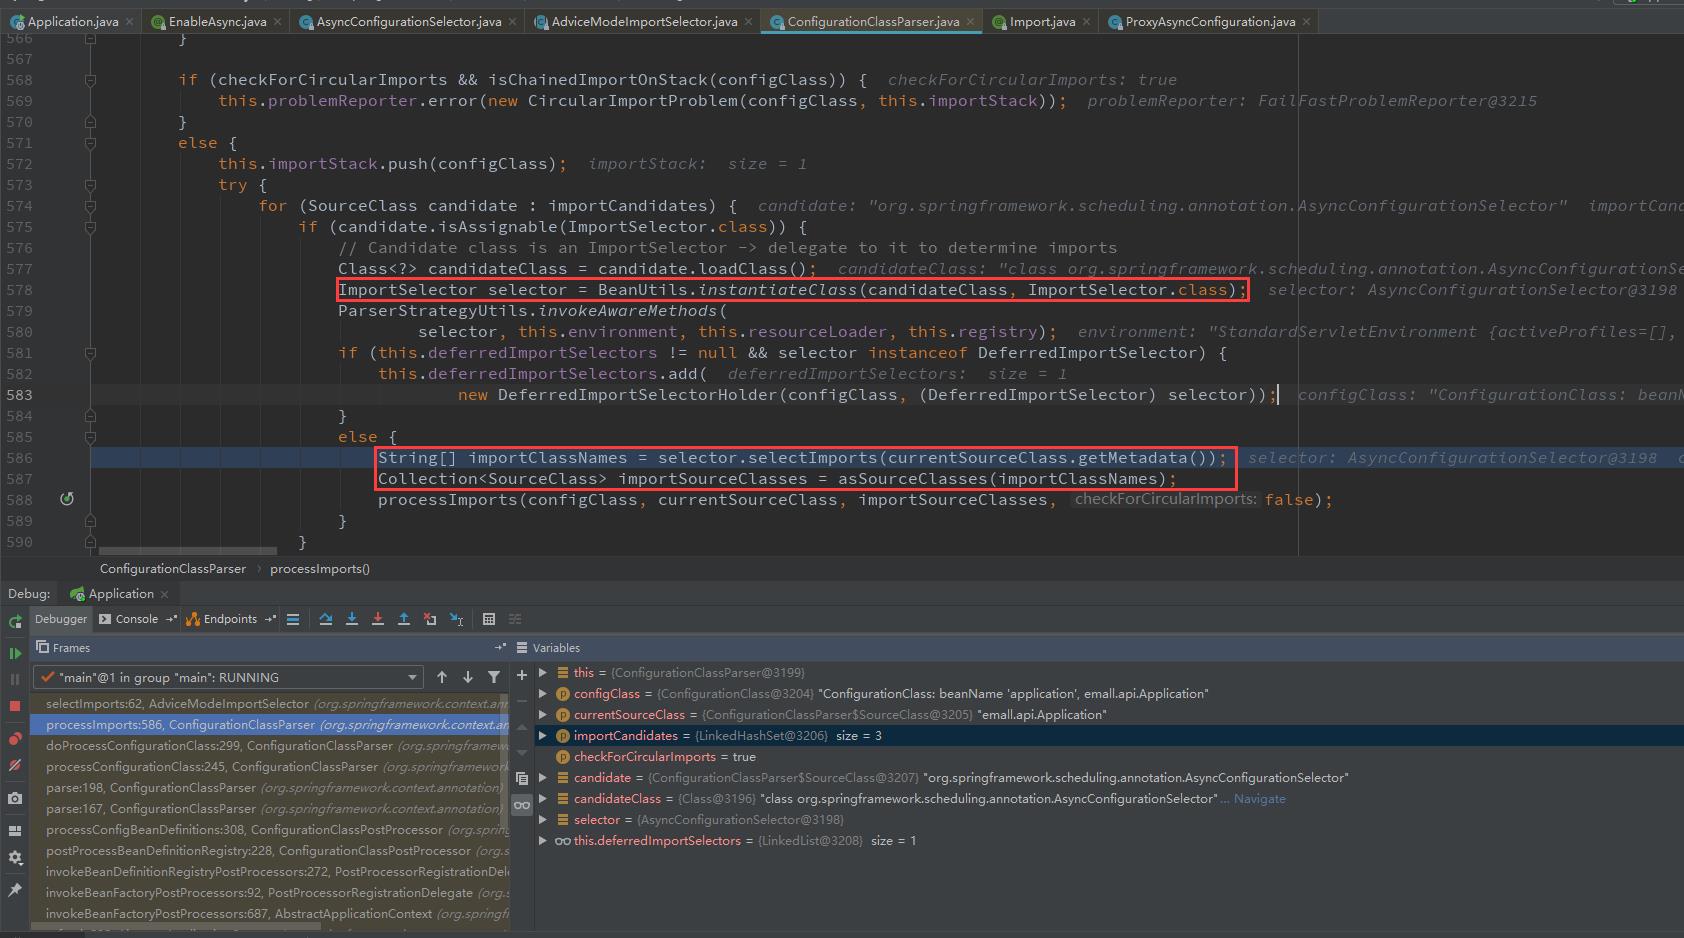 Application.java × EnableAsync.java × AsyncConfigurationSelector.java × AdviceModeImportSelector.java × ConfigurationClassParser.java × Import.java × ProxyAsyncConfiguration.java ×
566 }
567
568 if (checkForCircularImports && isChainedImportOnStack(configClass)) { checkForCircularImports: true
569 this.problemReporter.error(new CircularImportProblem(configClass, this.importStack)); problemReporter: FailFastProblemReporter@3215
570 }
571 else {
572 this.importStack.push(configClass); importStack: size = 1
573 try {
574 for (SourceClass candidate : importCandidates) { candidate: "org.springframework.scheduling.annotation.AsyncConfigurationSelector" importCand
575 if (candidate.isAssignable(ImportSelector.class)) {
576 // Candidate class is an ImportSelector -> delegate to it to determine imports
577 Class<?> candidateClass = candidate.loadClass(); candidateClass: "class org.springframework.scheduling.annotation.AsyncConfigurationSe
578 ImportSelector selector = BeanUtils.instantiateClass(candidateClass, ImportSelector.class); selector: AsyncConfigurationSelector@3198
579 ParserStrategyUtils.invokeAwareMethods(
580 selector, this.environment, this.resourceLoader, this.registry); environment: "StandardServletEnvironment {activeProfiles=[],
581 if (this.deferredImportSelectors != null && selector instanceof DeferredImportSelector) {
582 this.deferredImportSelectors.add( deferredImportSelectors: size = 1
583 new DeferredImportSelectorHolder(configClass, (DeferredImportSelector) selector)); configClass: "ConfigurationClass: beanN
584 }
585 else {
586 String[] importClassNames = selector.selectImports(currentSourceClass.getMetadata()); selector: AsyncConfigurationSelector@3198 c
587 Collection<SourceClass> importSourceClasses = asSourceClasses(importClassNames);
588 processImports(configClass, currentSourceClass, importSourceClasses, checkForCircularImports: false);
589 }
590 }
ConfigurationClassParser › processImports()
Debug: Application ×
Debugger Console Endpoints
Frames
Variables
"main"@1 in group "main": RUNNING
selectImports:62, AdviceModeImportSelector (org.springframework.context.ann
processImports:586, ConfigurationClassParser (org.springframework.context.an
doProcessConfigurationClass:299, ConfigurationClassParser (org.springframew
processConfigurationClass:245, ConfigurationClassParser (org.springframework
parse:198, ConfigurationClassParser (org.springframework.context.annotation)
parse:167, ConfigurationClassParser (org.springframework.context.annotation)
processConfigBeanDefinitions:308, ConfigurationClassPostProcessor (org.spring
postProcessBeanDefinitionRegistry:228, ConfigurationClassPostProcessor (org.s
invokeBeanDefinitionRegistryPostProcessors:272, PostProcessorRegistrationDele
invokeBeanFactoryPostProcessors:92, PostProcessorRegistrationDelegate (org.s
invokeBeanFactoryPostProcessors:687, AbstractApplicationContext (org.springfr
this = {ConfigurationClassParser@3199}
configClass = {ConfigurationClass@3204} "ConfigurationClass: beanName 'application', emall.api.Application"
currentSourceClass = {ConfigurationClassParser$SourceClass@3205} "emall.api.Application"
importCandidates = {LinkedHashSet@3206} size = 3
checkForCircularImports = true
candidate = {ConfigurationClassParser$SourceClass@3207} "org.springframework.scheduling.annotation.AsyncConfigurationSelector"
candidateClass = {Class@3196} "class org.springframework.scheduling.annotation.AsyncConfigurationSelector"... Navigate
selector = {AsyncConfigurationSelector@3198}
this.deferredImportSelectors = {LinkedList@3208} size = 1